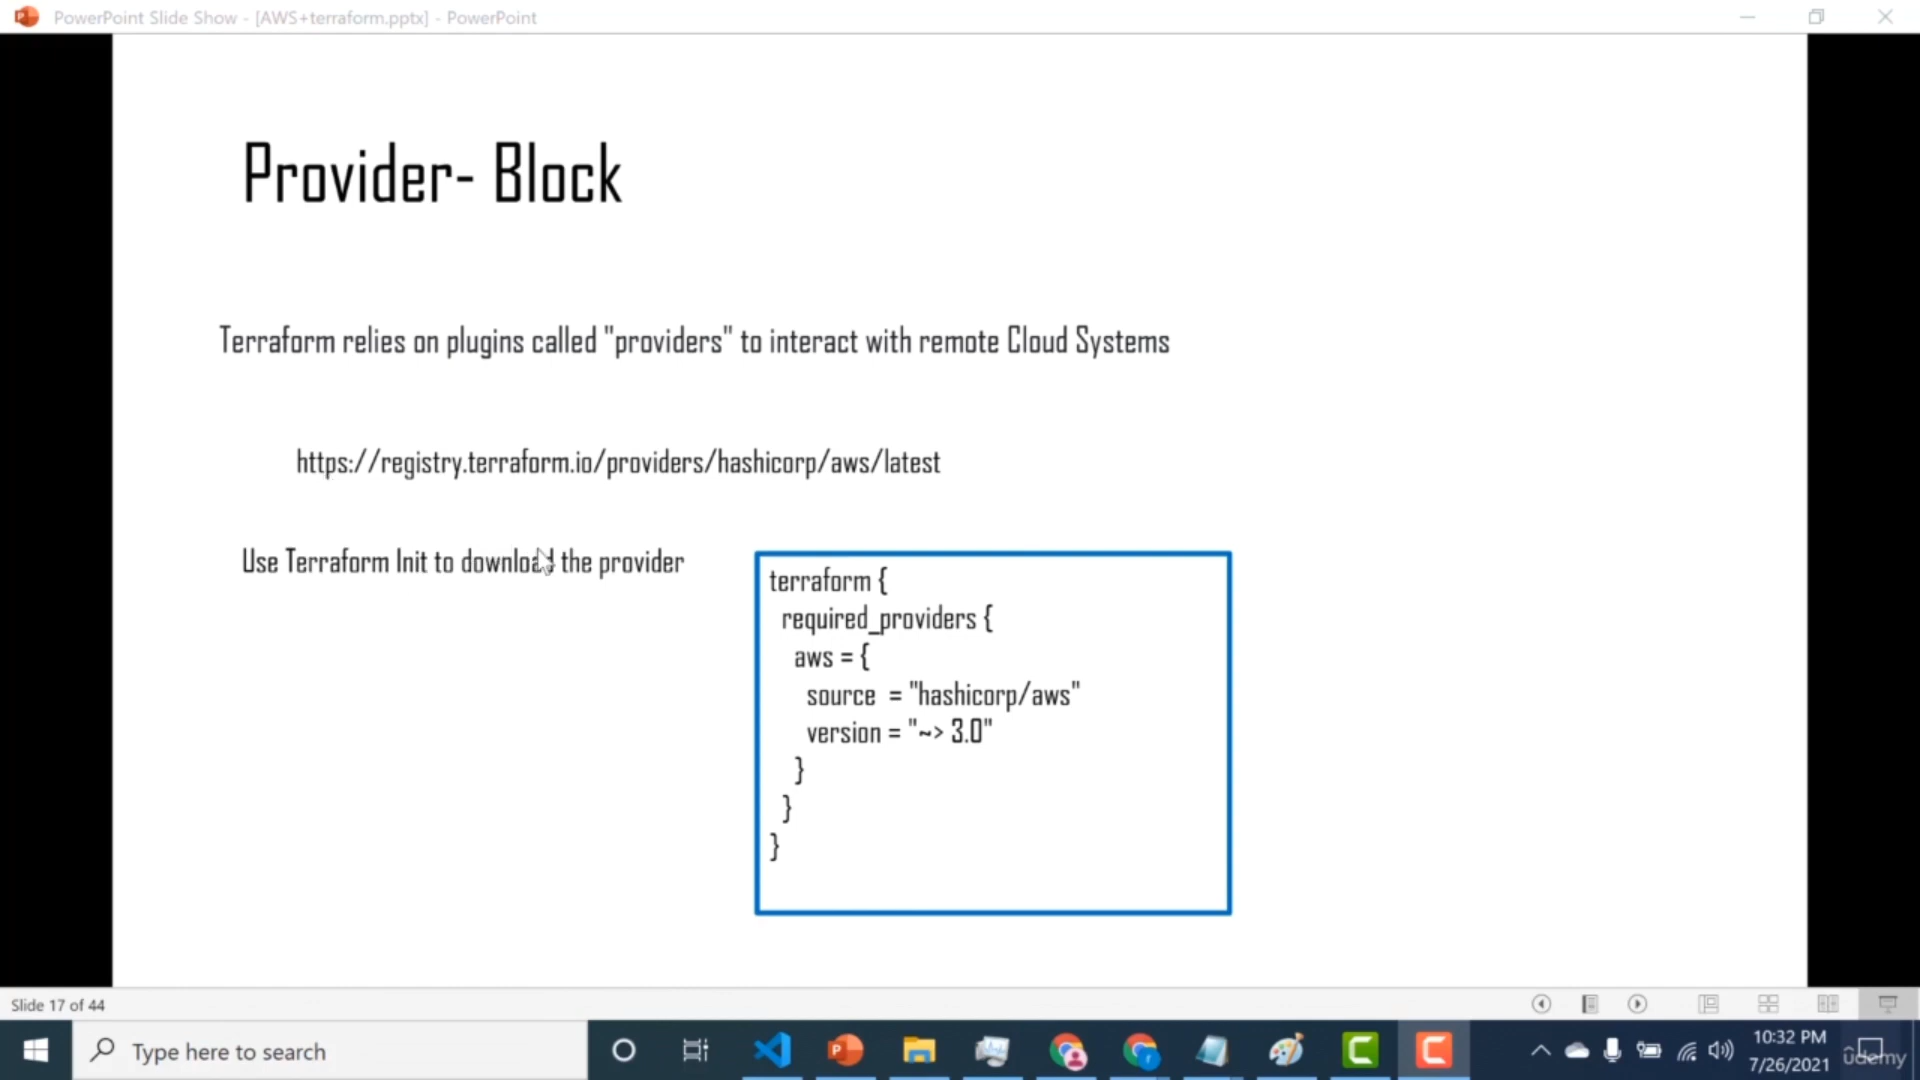 PowerPoint Slide Show - [AWS+terraform.pptx] - PowerPoint
Provider- Block
Terraform relies on plugins called "providers" to interact with remote Cloud Systems
https://registry.terraform.io/providers/hashicorp/aws/latest
Use Terraform Init to download the provider
terraform {
required_providers {
aws = {
source = "hashicorp/aws"
version = "~> 3.0"
}
}
}
Slide 17 of 44
Type here to search
10:32 PM
7/26/2021
ûdemy